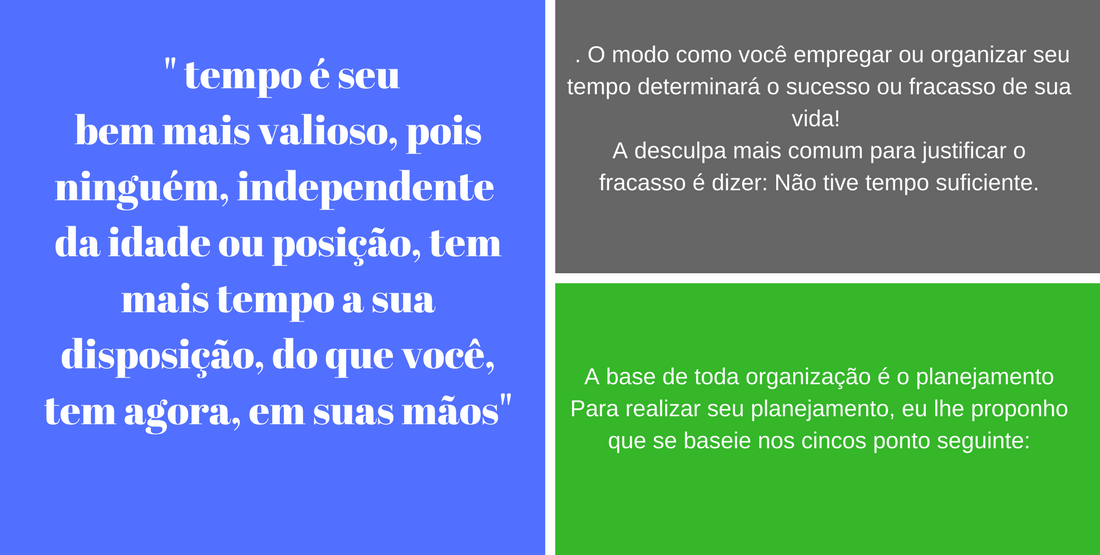 " tempo é seu
bem mais valioso, pois
ninguém, independente
da idade ou posição, tem
mais tempo a sua
disposição, do que você,
tem agora, em suas mãos"
. O modo como você empregar ou organizar seu
tempo determinará o sucesso ou fracasso de sua
vida!
A desculpa mais comum para justificar o
fracasso é dizer: Não tive tempo suficiente.
A base de toda organização é o planejamento
Para realizar seu planejamento, eu lhe proponho
que se baseie nos cincos ponto seguinte: